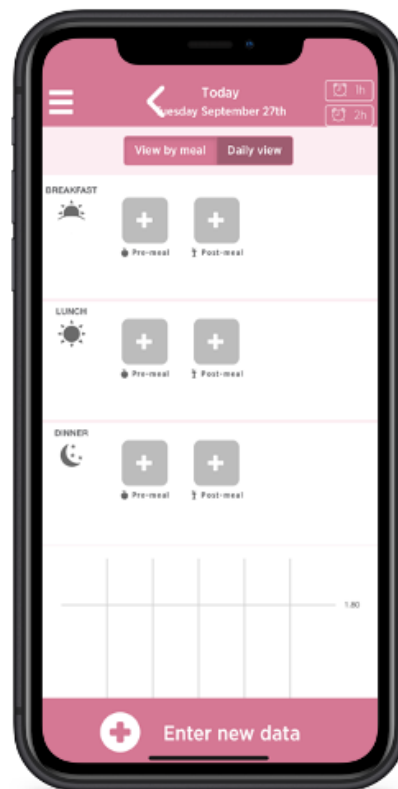 Today
1h
Tuesday September 27th
2h
View by meal Daily view
BREAKFAST
Pre-meal Post-meal
LUNCH
Pre-meal Post-meal
DINNER
Pre-meal Post-meal
1.80
Enter new data